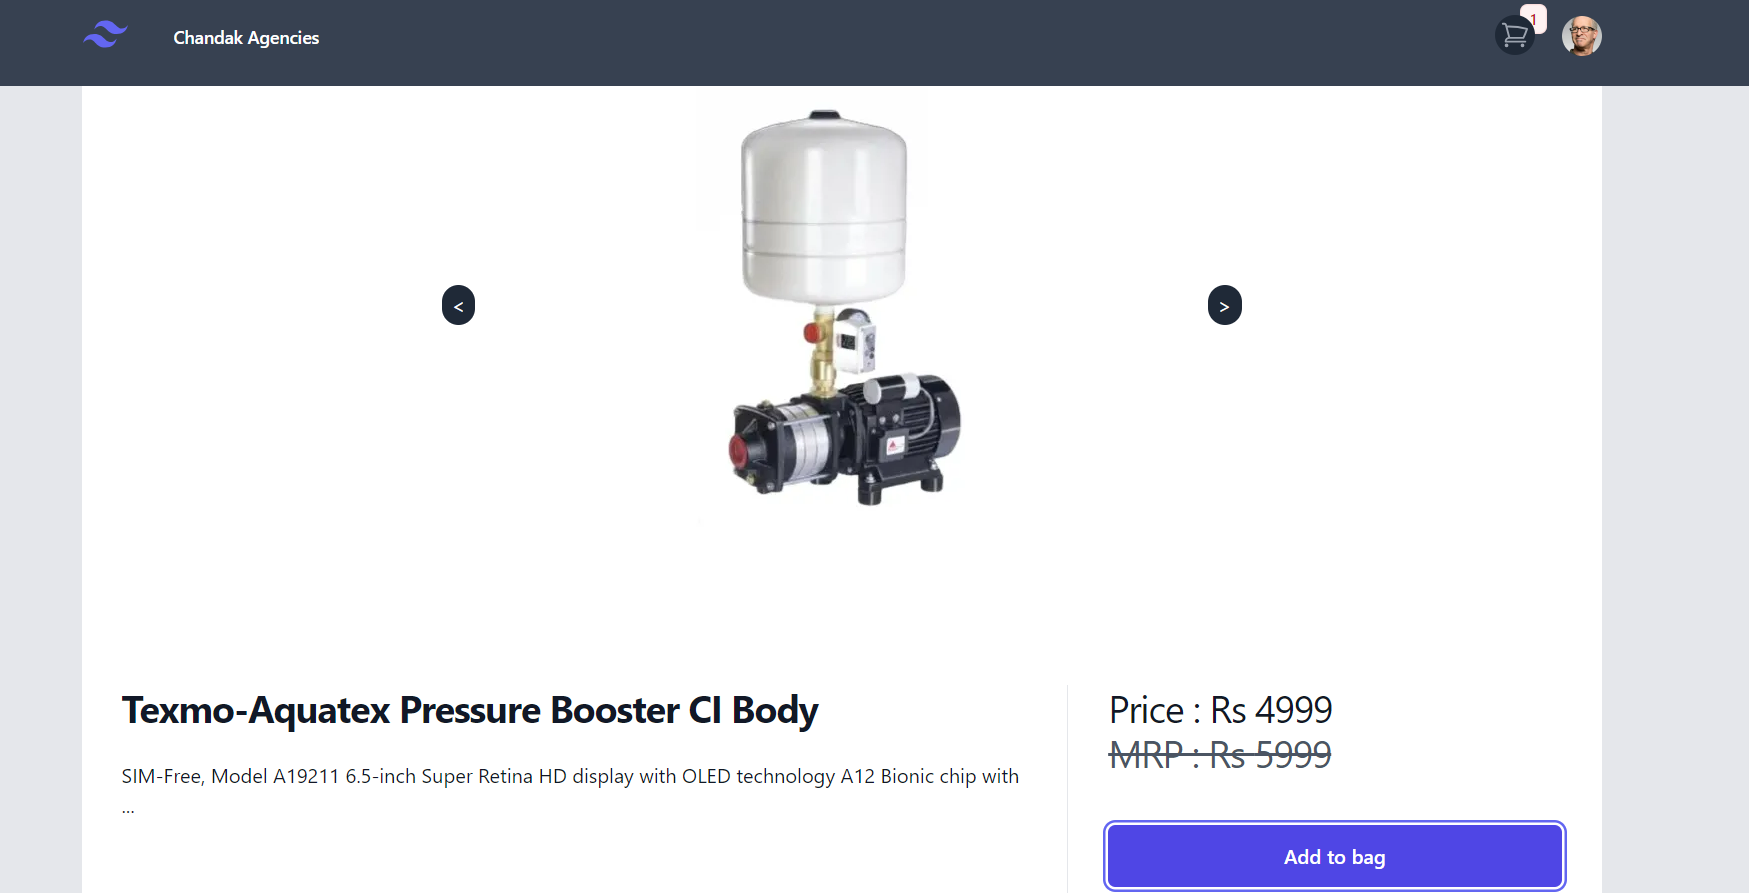 Chandak Agencies
1
<
>
Texmo-Aquatex Pressure Booster CI Body
SIM-Free, Model A19211 6.5-inch Super Retina HD display with OLED technology A12 Bionic chip with
...
Price : Rs 4999
MRP : Rs 5999
Add to bag